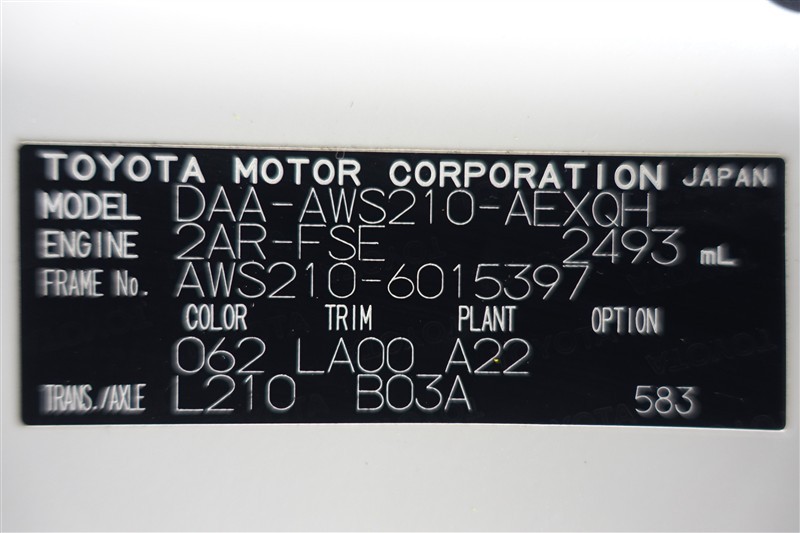 TOYOTA MOTOR CORPORATION JAPAN
MODEL DAA-AWS210-AEXQH
ENGINE 2AR-FSE 2493 mL
FRAME No. AWS210-6015397
COLOR TRIM PLANT OPTION
062 LA00 A22
TRANS./AXLE L210 B03A 583